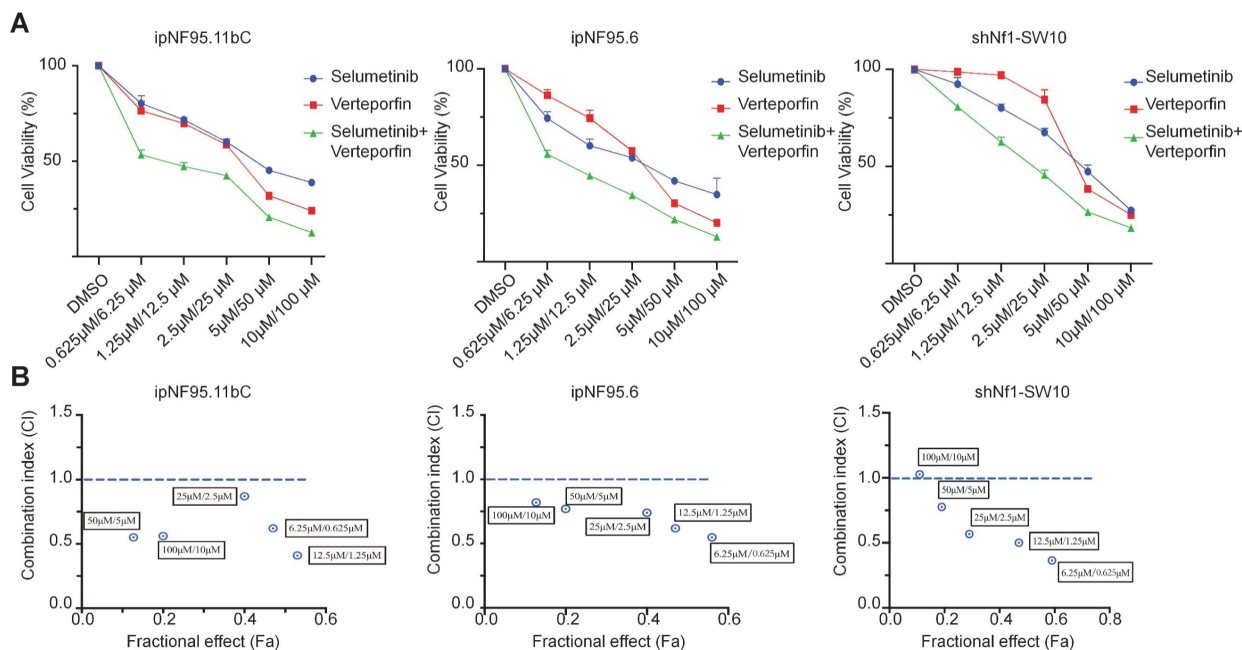 A
ipNF95.11bC
100
50
Cell Viability (%)
Selumetinib
Verteporfin
Selumetinib+
Verteporfin
DMSO
0.625μM/6.25 μM
1.25μM/12.5 μM
2.5μM/25 μM
5μM/50 μM
10μM/100 μM
ipNF95.6
100
50
Cell Viability (%)
Selumetinib
Verteporfin
Selumetinib+
Verteporfin
DMSO
0.625μM/6.25 μM
1.25μM/12.5 μM
2.5μM/25 μM
5μM/50 μM
10μM/100 μM
shNf1-SW10
100
50
Cell Viability (%)
Selumetinib
Verteporfin
Selumetinib+
Verteporfin
DMSO
0.625μM/6.25 μM
1.25μM/12.5 μM
2.5μM/25 μM
5μM/50 μM
10μM/100 μM
B
ipNF95.11bC
Combination index (CI)
1.5
1.0
0.5
0.0
25μM/2.5μM
50μM/5μM
6.25μM/0.625μM
100μM/10μM
12.5μM/1.25μM
0.0 0.2 0.4 0.6
Fractional effect (Fa)
ipNF95.6
Combination index (CI)
1.5
1.0
0.5
0.0
50μM/5μM
100μM/10μM
12.5μM/1.25μM
25μM/2.5μM
6.25μM/0.625μM
0.0 0.2 0.4 0.6
Fractional effect (Fa)
shNf1-SW10
Combination index (CI)
1.5
1.0
0.5
0.0
100μM/10μM
50μM/5μM
25μM/2.5μM
12.5μM/1.25μM
6.25μM/0.625μM
0.0 0.2 0.4 0.6 0.8
Fractional effect (Fa)